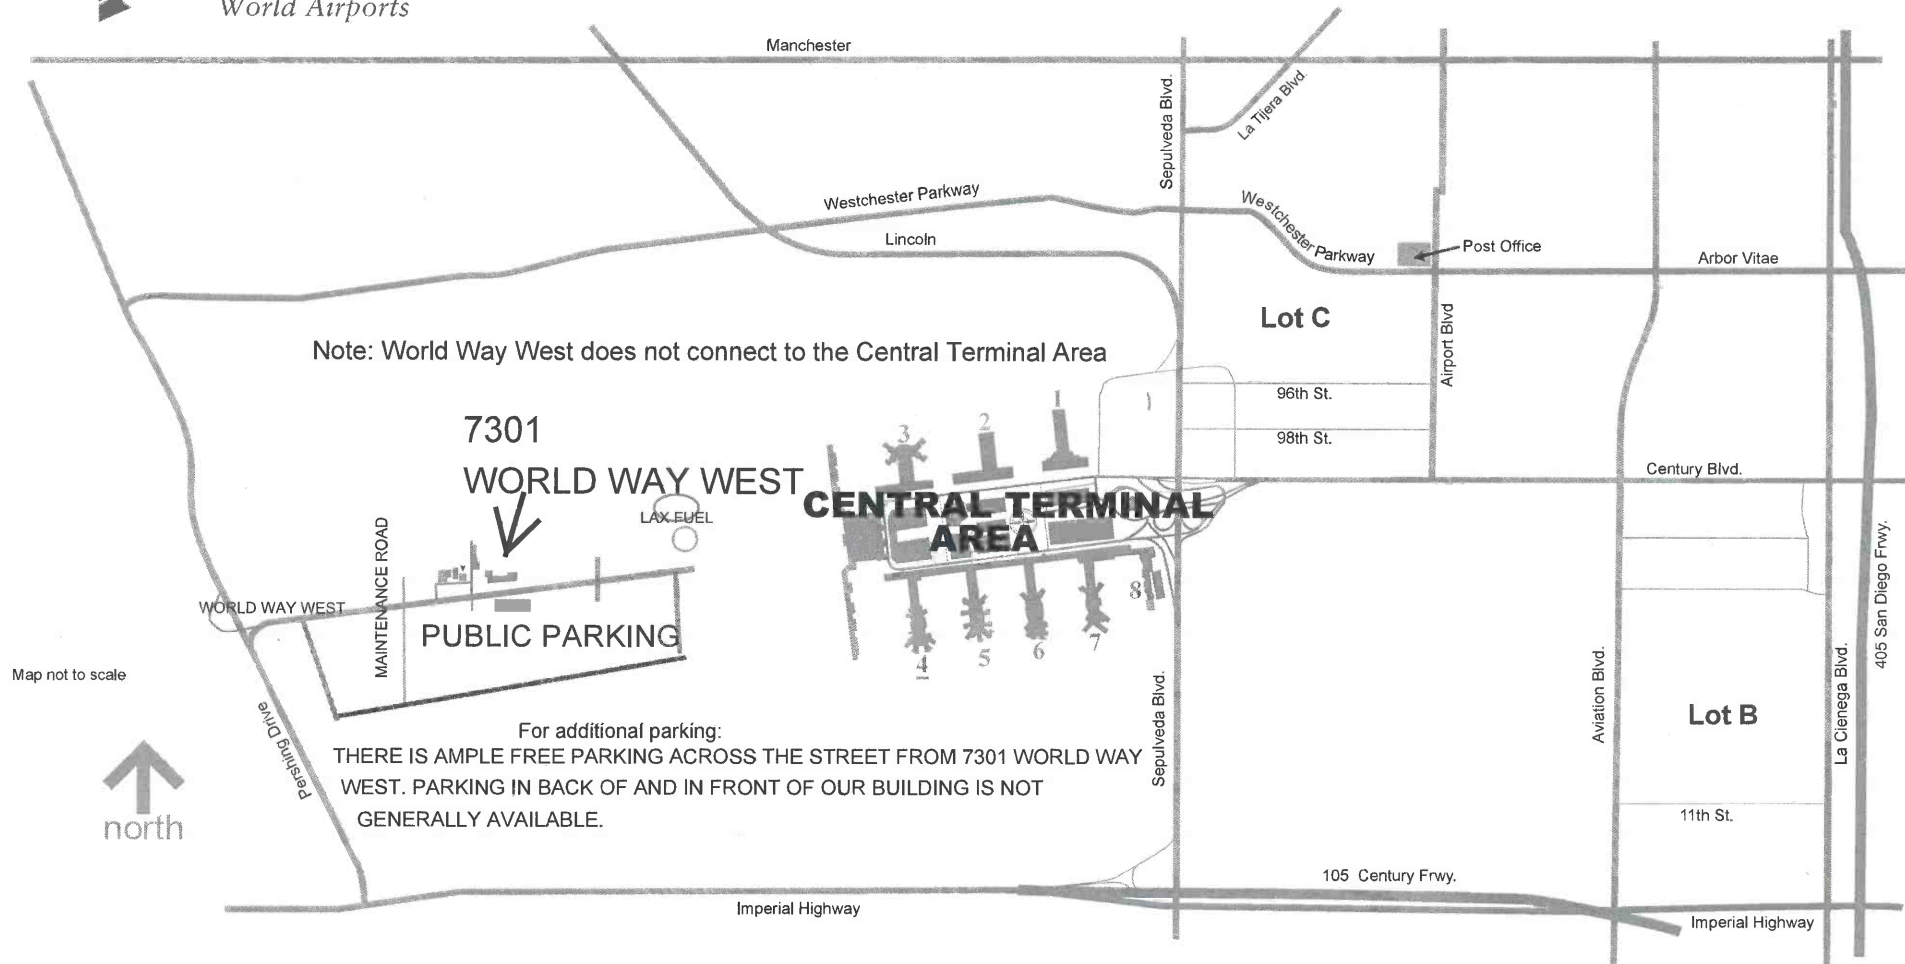 World Airports
Manchester
Sepulveda Blvd.
La Tijera Blvd.
Westchester Parkway
Westchester Parkway
Lincoln
Post Office
Arbor Vitae
Lot C
Airport Blvd
Note: World Way West does not connect to the Central Terminal Area
96th St.
98th St.
7301
WORLD WAY WEST
LAX FUEL
3
2
1
CENTRAL TERMINAL
AREA
Century Blvd.
MAINTENANCE ROAD
WORLD WAY WEST
PUBLIC PARKING
8
4
5
6
7
405 San Diego Frwy.
Map not to scale
Pershing Drive
Sepulveda Blvd.
Aviation Blvd.
La Cienega Blvd.
Lot B
For additional parking:
THERE IS AMPLE FREE PARKING ACROSS THE STREET FROM 7301 WORLD WAY
WEST. PARKING IN BACK OF AND IN FRONT OF OUR BUILDING IS NOT
GENERALLY AVAILABLE.
north
11th St.
105 Century Frwy.
Imperial Highway
Imperial Highway